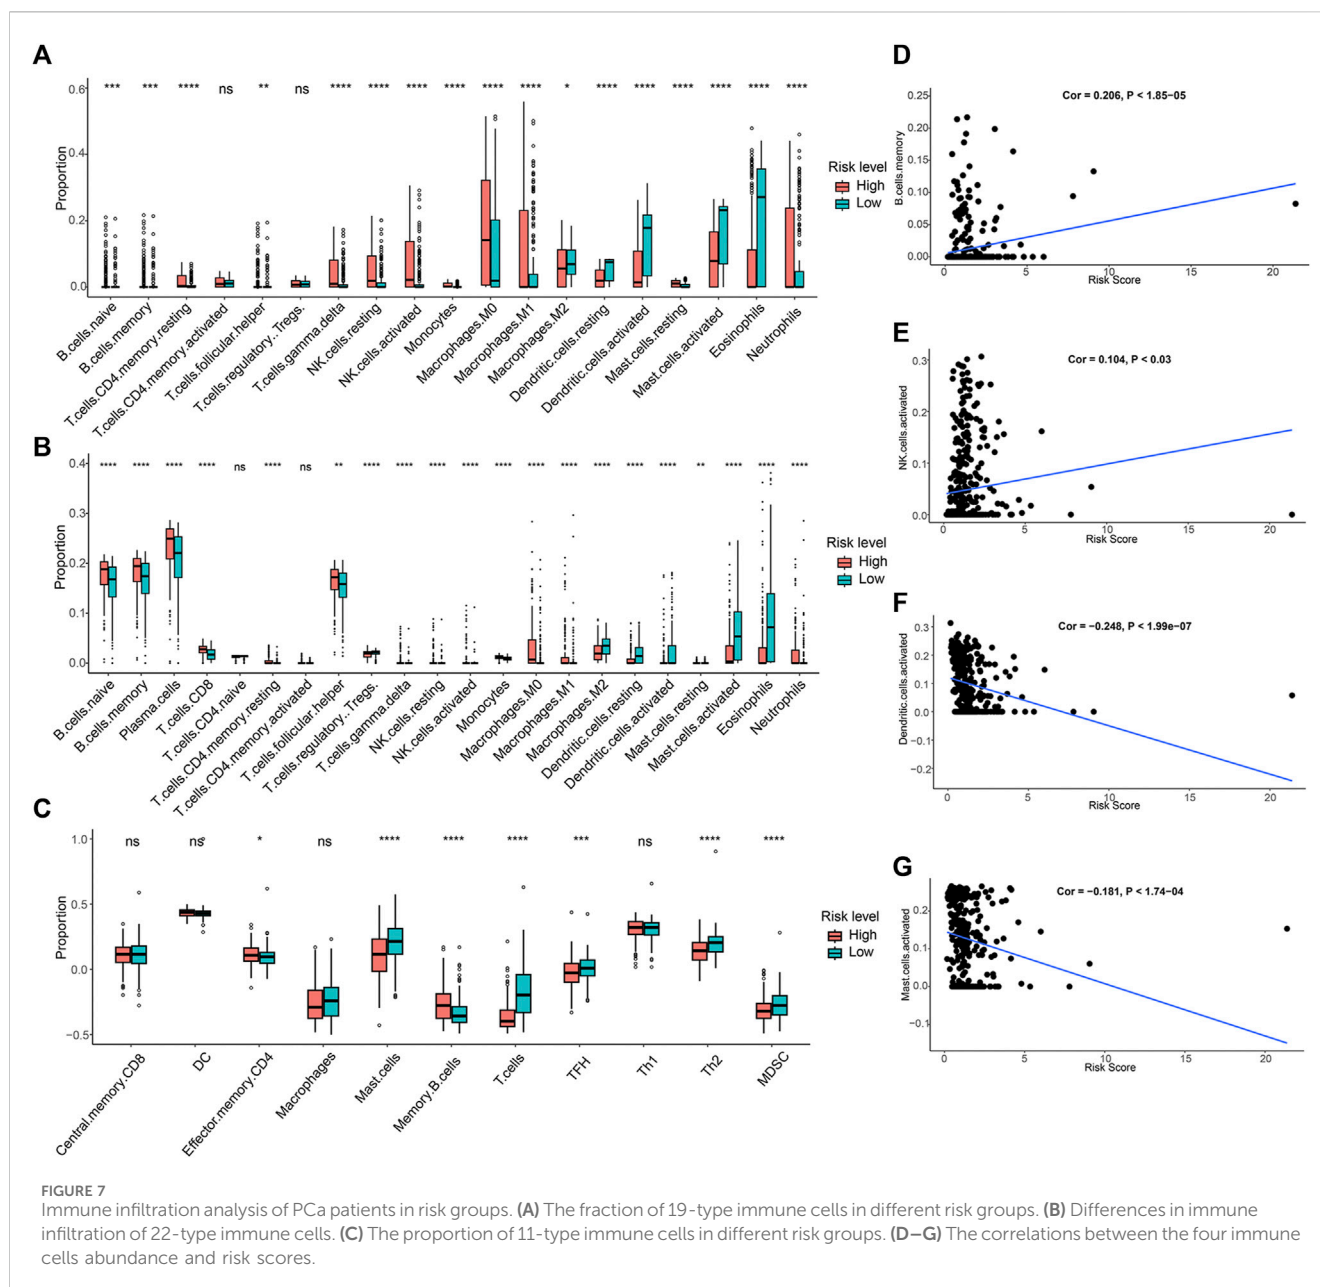 A
*** *** **** ns ** ns **** **** **** **** **** **** * **** **** **** **** **** ****
0.6
0.4
0.2
0.0
Proportion
Risk level
High
Low
B.cells.naive
B.cells.memory
T.cells.CD4.memory.resting
T.cells.CD4.memory.activated
T.cells.follicular.helper
T.cells.regulatory..Tregs.
T.cells.gamma.delta
NK.cells.resting
NK.cells.activated
Monocytes
Macrophages.M0
Macrophages.M1
Macrophages.M2
Dendritic.cells.resting
Dendritic.cells.activated
Mast.cells.resting
Mast.cells.activated
Eosinophils
Neutrophils
B
**** **** **** **** ns **** ns ** **** **** **** **** **** **** **** **** **** **** ** **** **** ****
0.4
0.3
0.2
0.1
0.0
Proportion
Risk level
High
Low
B.cells.naive
B.cells.memory
Plasma.cells
T.cells.CD8
T.cells.CD4.naive
T.cells.CD4.memory.resting
T.cells.CD4.memory.activated
T.cells.follicular.helper
T.cells.regulatory..Tregs.
T.cells.gamma.delta
NK.cells.resting
NK.cells.activated
Monocytes
Macrophages.M0
Macrophages.M1
Macrophages.M2
Dendritic.cells.resting
Dendritic.cells.activated
Mast.cells.resting
Mast.cells.activated
Eosinophils
Neutrophils
C
ns ns * ns **** **** **** *** ns **** ****
1.0
0.5
0.0
−0.5
Proportion
Risk level
High
Low
Central.memory.CD8
DC
Effector.memory.CD4
Macrophages
Mast.cells
Memory.B.cells
T.cells
TFH
Th1
Th2
MDSC
D
Cor = 0.206, P < 1.85−05
0.25
0.20
0.15
0.10
0.05
0.00
B.cells.memory
0 5 10 15 20
Risk Score
E
Cor = 0.104, P < 0.03
0.3
0.2
0.1
0.0
NK.cells.activated
0 5 10 15 20
Risk Score
F
Cor = −0.248, P < 1.99e−07
0.3
0.2
0.1
0.0
−0.1
−0.2
Dendritic.cells.activated
0 5 10 15 20
Risk Score
G
Cor = −0.181, P < 1.74−04
0.2
0.1
0.0
−0.1
Mast.cells.activated
0 5 10 15 20
Risk Score
FIGURE 7
Immune infiltration analysis of PCa patients in risk groups. (A) The fraction of 19-type immune cells in different risk groups. (B) Differences in immune
infiltration of 22-type immune cells. (C) The proportion of 11-type immune cells in different risk groups. (D–G) The correlations between the four immune
cells abundance and risk scores.